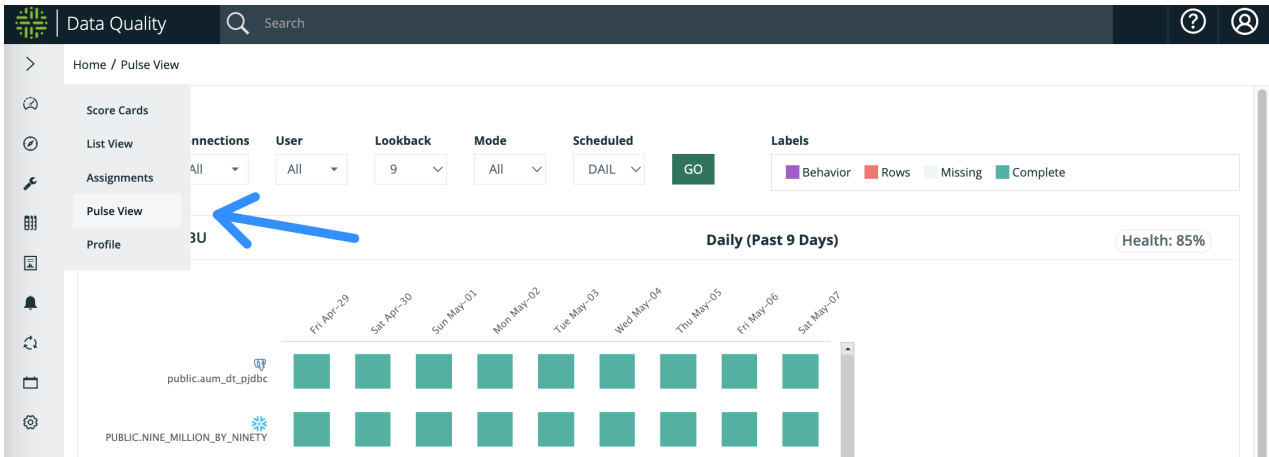 Data Quality
Search
Home / Pulse View
Score Cards
List View
Assignments
Pulse View
Profile
nnections User Lookback Mode Scheduled Labels
All All 9 All DAIL GO Behavior Rows Missing Complete
BU Daily (Past 9 Days) Health: 85%
Fri Apr-29 Sat Apr-30 Sun May-01 Mon May-02 Tue May-03 Wed May-04 Thu May-05 Fri May-06 Sat May-07
public.aum_dt_pjdbc
PUBLIC.NINE_MILLION_BY_NINETY